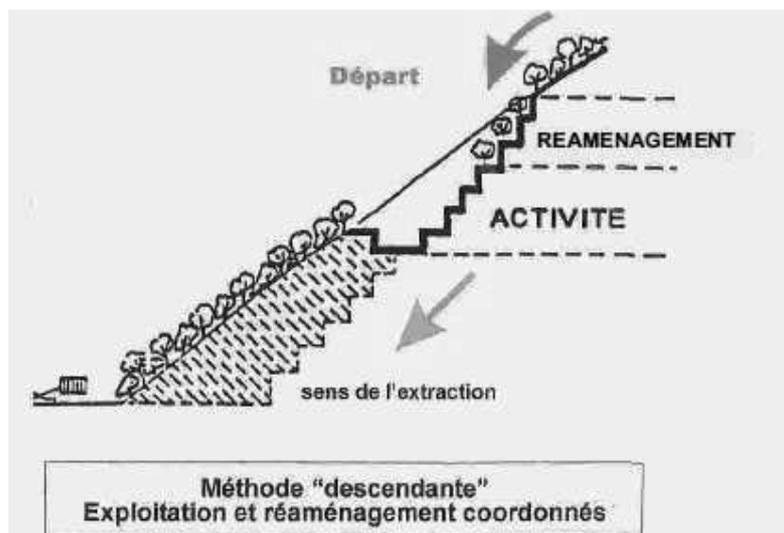 Départ
REAMENAGEMENT
ACTIVITE
sens de l'extraction
Méthode "descendante"
Exploitation et réaménagement coordonnés